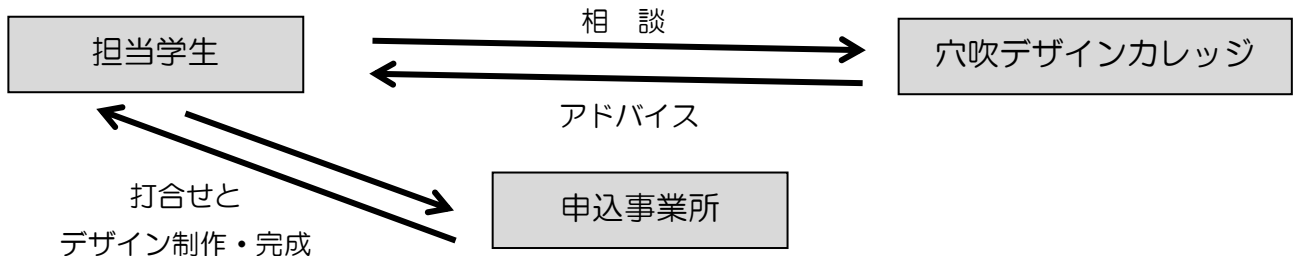 相　談
担当学生
穴吹デザインカレッジ
アドバイス
打合せと
デザイン制作・完成
申込事業所